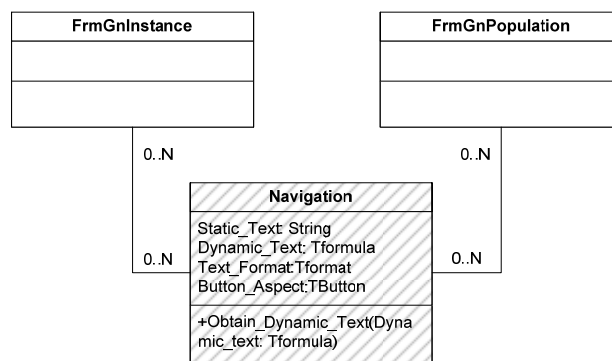 FrmGnInstance
FrmGnPopulation
0..N
0..N
Navigation
Static_Text: String
Dynamic_Text: Tformula
Text_Format:Tformat
Button_Aspect:TButton
0..N
0..N
+Obtain_Dynamic_Text(Dyna
mic_text: Tformula)